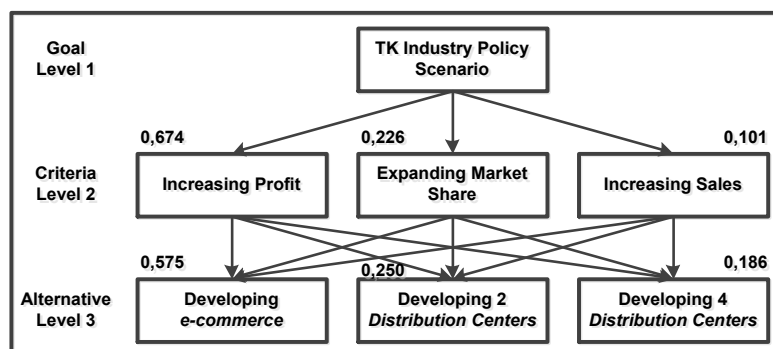 Goal
Level 1
TK Industry Policy
Scenario
0,674
0,226
0,101
Criteria
Level 2
Increasing Profit
Expanding Market
Share
Increasing Sales
0,575
0,250
0,186
Alternative
Level 3
Developing
e-commerce
Developing 2
Distribution Centers
Developing 4
Distribution Centers